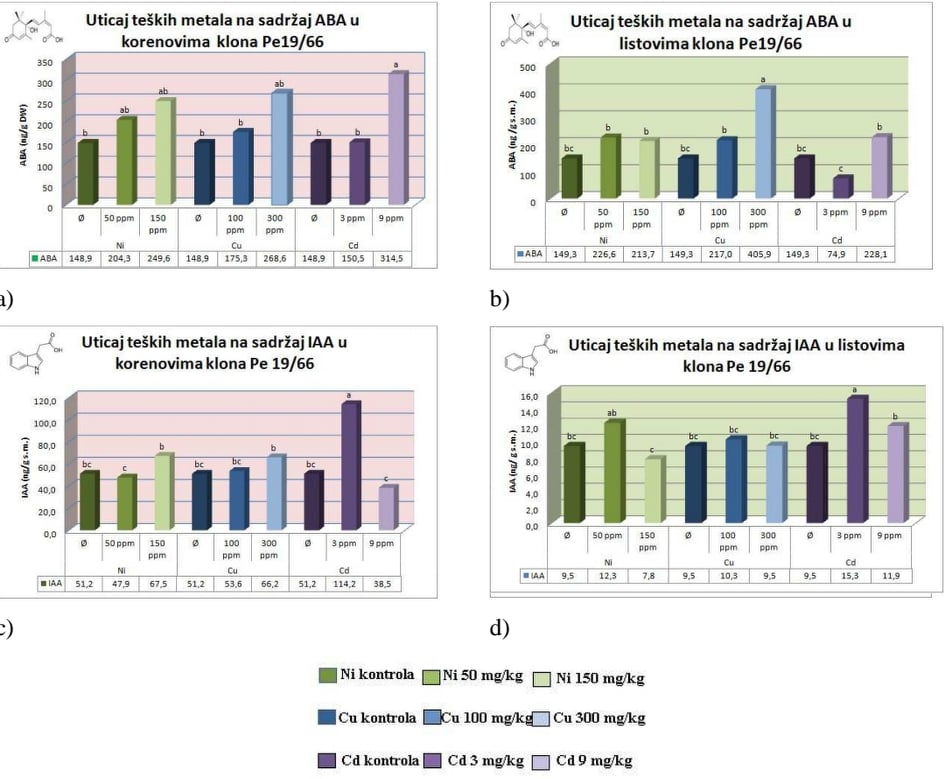 Uticaj teških metala na sadržaj ABA u
korenovima klona Pe19/66
O
OH
O
OH
ABA (ng/g DW)
350
300
250
200
150
100
50
0
b
ab
ab
b
b
ab
b
b
a
Ø 50 ppm 150 ppm Ø 100 ppm 300 ppm Ø 3 ppm 9 ppm
Ni Cu Cd
ABA 148,9 204,3 249,6 148,9 175,3 268,6 148,9 150,5 314,5
a)
Uticaj teških metala na sadržaj ABA u
listovima klona Pe19/66
O
OH
O
OH
ABA (ng /g s.m.)
500
400
300
200
100
0
bc
b
b
bc
b
a
bc
c
b
Ø 50 ppm 150 ppm Ø 100 ppm 300 ppm Ø 3 ppm 9 ppm
Ni Cu Cd
ABA 149,3 226,6 213,7 149,3 217,0 405,9 149,3 74,9 228,1
b)
Uticaj teških metala na sadržaj IAA u
korenovima klona Pe 19/66
O
OH
N
H
IAA (ng/ g s.m.)
120,0
100,0
80,0
60,0
40,0
20,0
0,0
bc
c
b
bc
bc
b
bc
a
c
Ø 50 ppm 150 ppm Ø 100 ppm 300 ppm Ø 3 ppm 9 ppm
Ni Cu Cd
IAA 51,2 47,9 67,5 51,2 53,6 66,2 51,2 114,2 38,5
c)
Uticaj teških metala na sadržaj IAA u listovima
klona Pe 19/66
O
OH
N
H
IAA (ng/ g s.m.)
16,0
14,0
12,0
10,0
8,0
6,0
4,0
2,0
0,0
bc
ab
c
bc
bc
bc
bc
a
b
Ø 50 ppm 150 ppm Ø 100 ppm 300 ppm Ø 3 ppm 9 ppm
Ni Cu Cd
IAA 9,5 12,3 7,8 9,5 10,3 9,5 9,5 15,3 11,9
d)
Ni kontrola Ni 50 mg/kg Ni 150 mg/kg
Cu kontrola Cu 100 mg/kg Cu 300 mg/kg
Cd kontrola Cd 3 mg/kg Cd 9 mg/kg